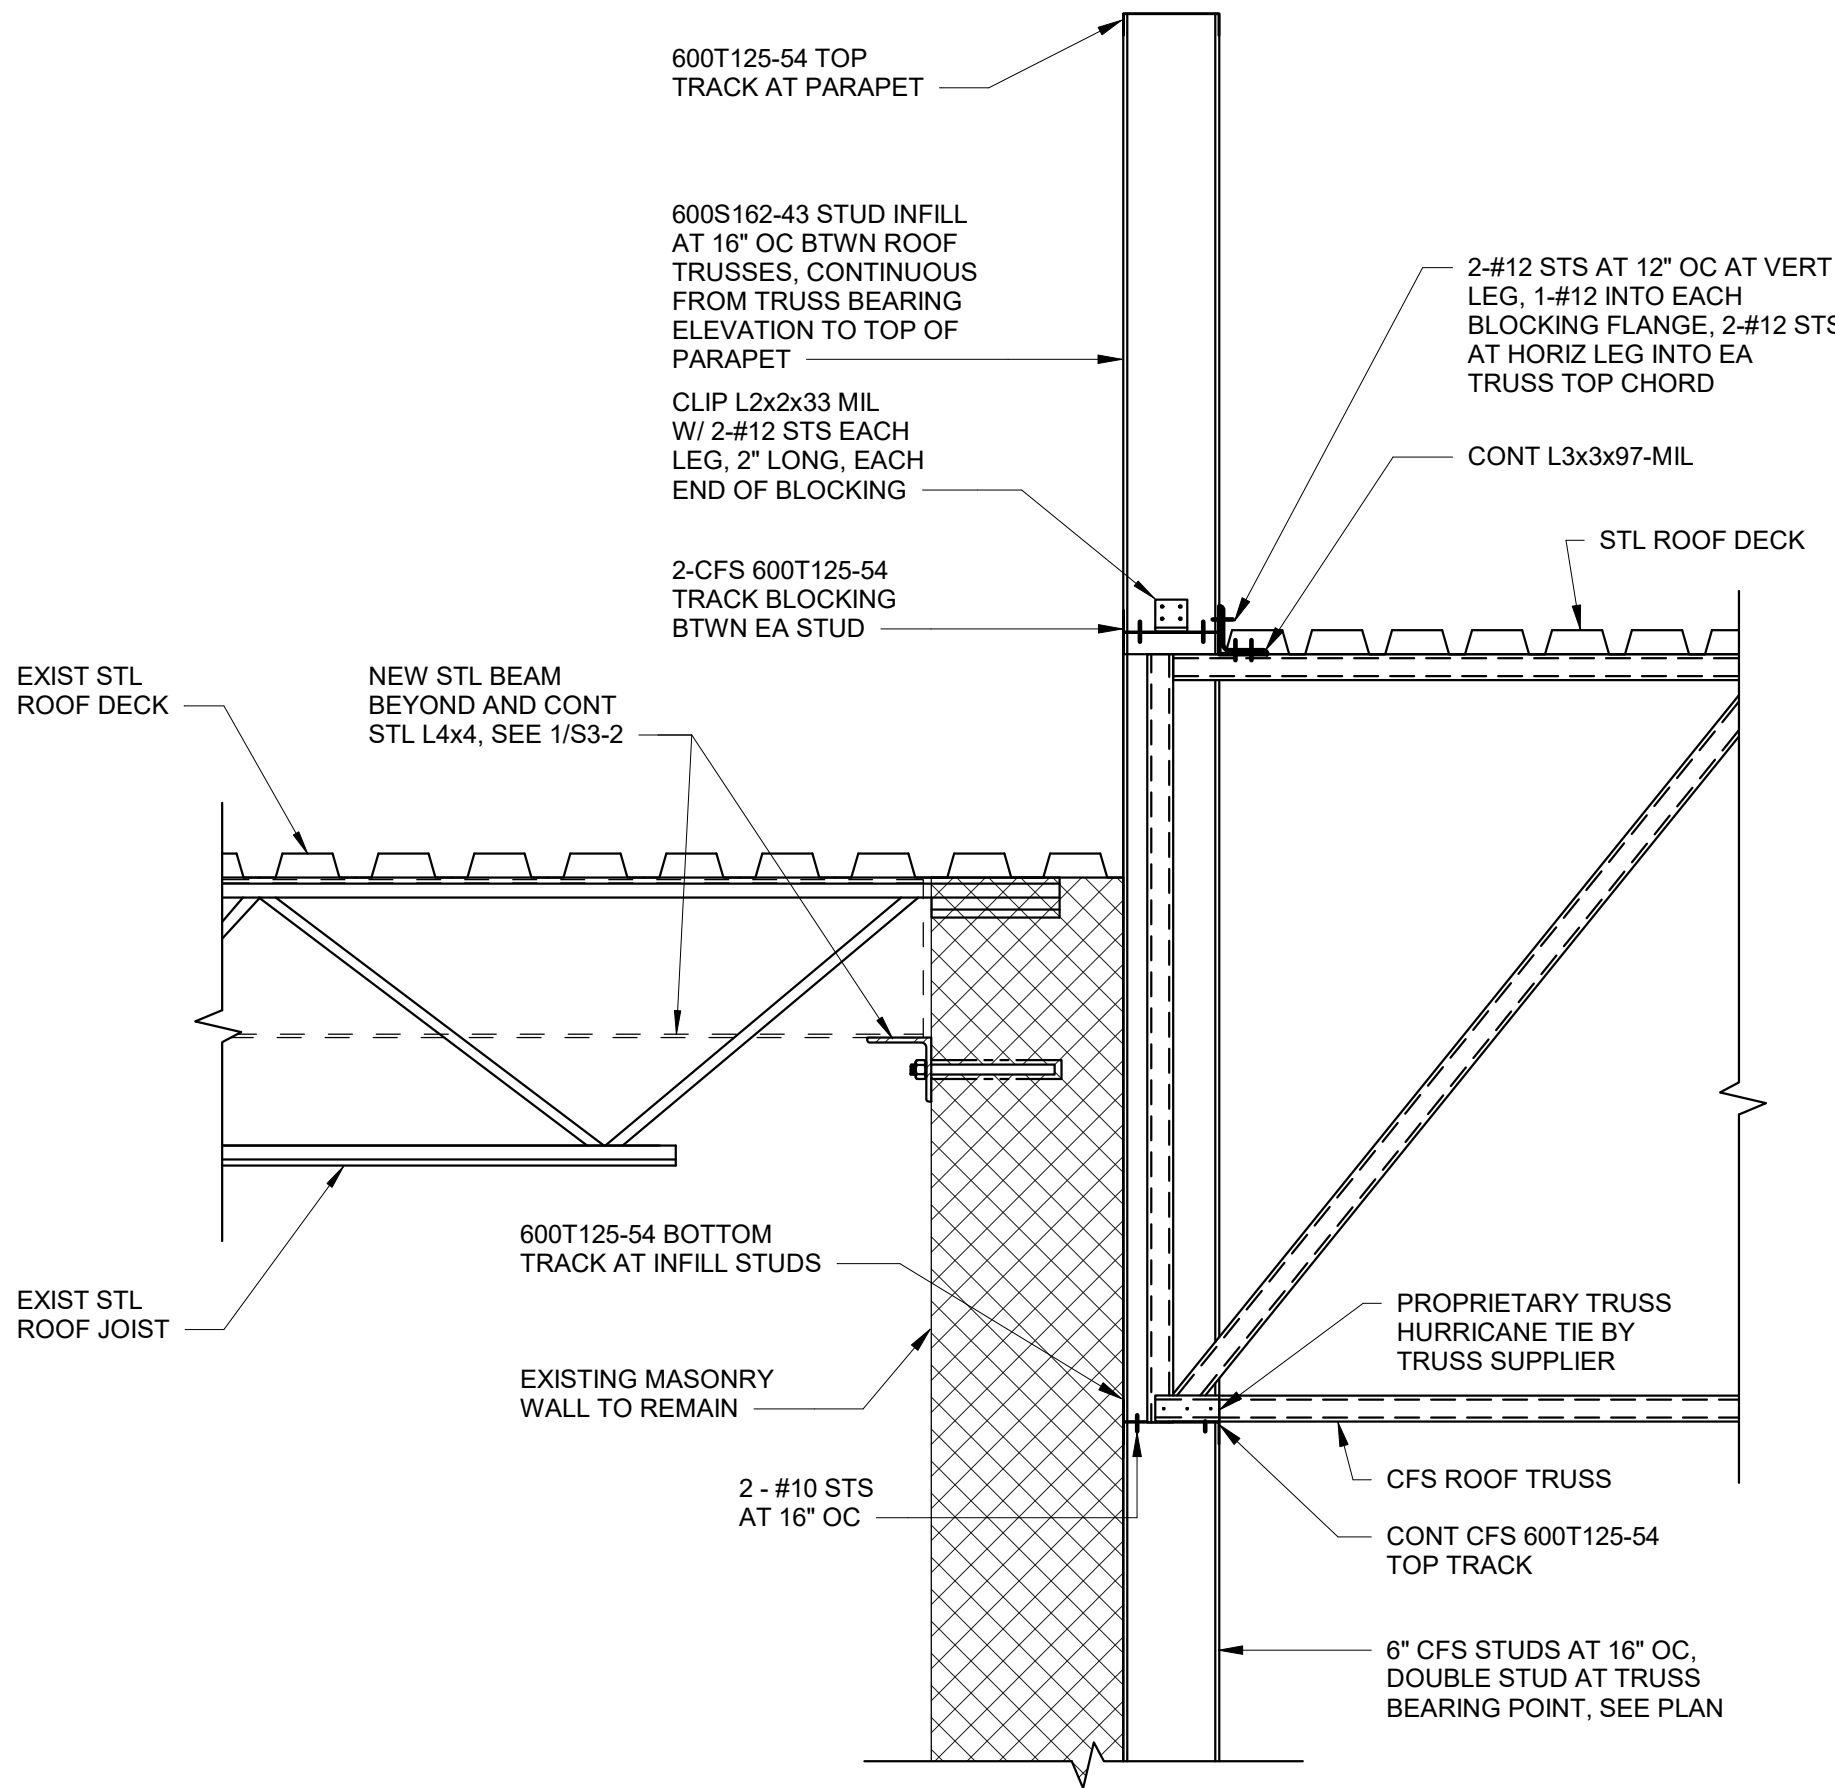 600T125-54 TOP
TRACK AT PARAPET
600S162-43 STUD INFILL
AT 16" OC BTWN ROOF
TRUSSES, CONTINUOUS
FROM TRUSS BEARING
ELEVATION TO TOP OF
PARAPET
2-#12 STS AT 12" OC AT VERT
LEG, 1-#12 INTO EACH
BLOCKING FLANGE, 2-#12 STS
AT HORIZ LEG INTO EA
TRUSS TOP CHORD
CLIP L2x2x33 MIL
W/ 2-#12 STS EACH
LEG, 2" LONG, EACH
END OF BLOCKING
CONT L3x3x97-MIL
STL ROOF DECK
2-CFS 600T125-54
TRACK BLOCKING
BTWN EA STUD
EXIST STL
ROOF DECK
NEW STL BEAM
BEYOND AND CONT
STL L4x4, SEE 1/S3-2
600T125-54 BOTTOM
TRACK AT INFILL STUDS
EXIST STL
ROOF JOIST
PROPRIETARY TRUSS
HURRICANE TIE BY
TRUSS SUPPLIER
EXISTING MASONRY
WALL TO REMAIN
2 - #10 STS
AT 16" OC
CFS ROOF TRUSS
CONT CFS 600T125-54
TOP TRACK
6" CFS STUDS AT 16" OC,
DOUBLE STUD AT TRUSS
BEARING POINT, SEE PLAN